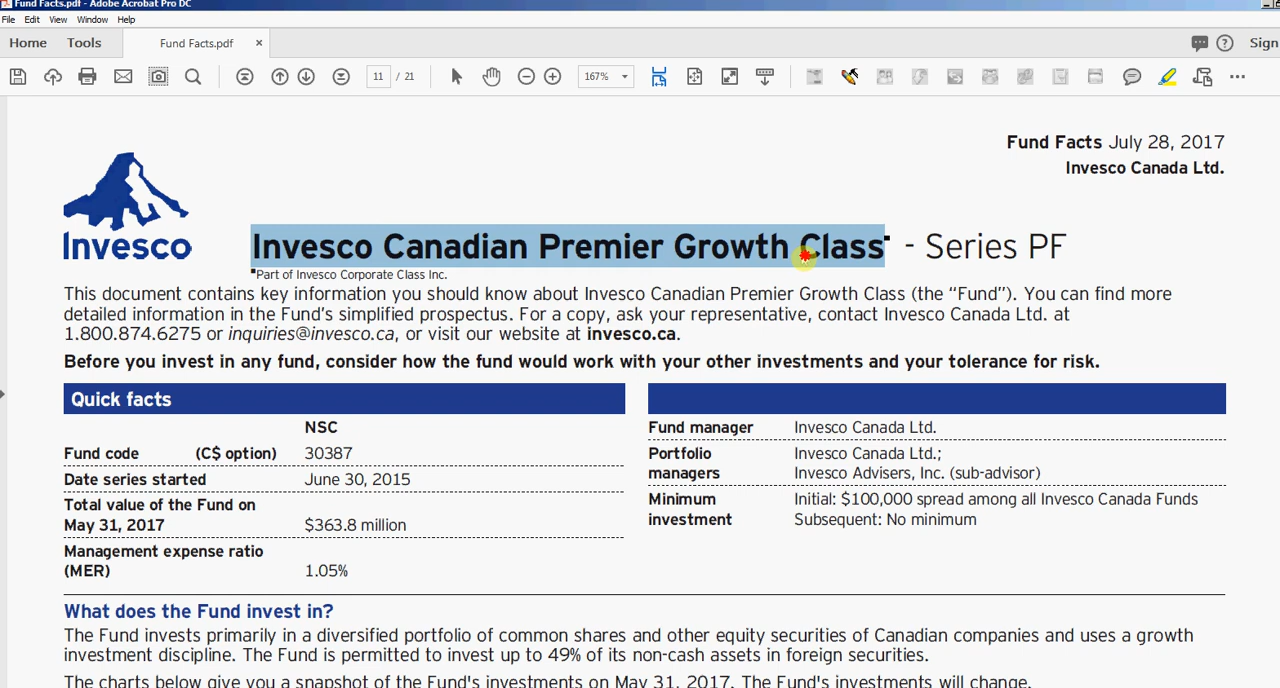 Fund Facts.pdf - Adobe Acrobat Pro DC
File Edit View Window Help
Home Tools Fund Facts.pdf × Sign
11 / 21 167%
Fund Facts July 28, 2017
Invesco Canada Ltd.
Invesco
Invesco Canadian Premier Growth Class▪ - Series PF
▪Part of Invesco Corporate Class Inc.
This document contains key information you should know about Invesco Canadian Premier Growth Class (the “Fund”). You can find more
detailed information in the Fund's simplified prospectus. For a copy, ask your representative, contact Invesco Canada Ltd. at
1.800.874.6275 or inquiries@invesco.ca, or visit our website at invesco.ca.
Before you invest in any fund, consider how the fund would work with your other investments and your tolerance for risk.
Quick facts
NSC
Fund code (C$ option) 30387
Date series started June 30, 2015
Total value of the Fund on
May 31, 2017 $363.8 million
Management expense ratio
(MER) 1.05%
Fund manager Invesco Canada Ltd.
Portfolio Invesco Canada Ltd.;
managers Invesco Advisers, Inc. (sub-advisor)
Minimum Initial: $100,000 spread among all Invesco Canada Funds
investment Subsequent: No minimum
What does the Fund invest in?
The Fund invests primarily in a diversified portfolio of common shares and other equity securities of Canadian companies and uses a growth
investment discipline. The Fund is permitted to invest up to 49% of its non-cash assets in foreign securities.
The charts below give you a snapshot of the Fund's investments on May 31, 2017. The Fund's investments will change.